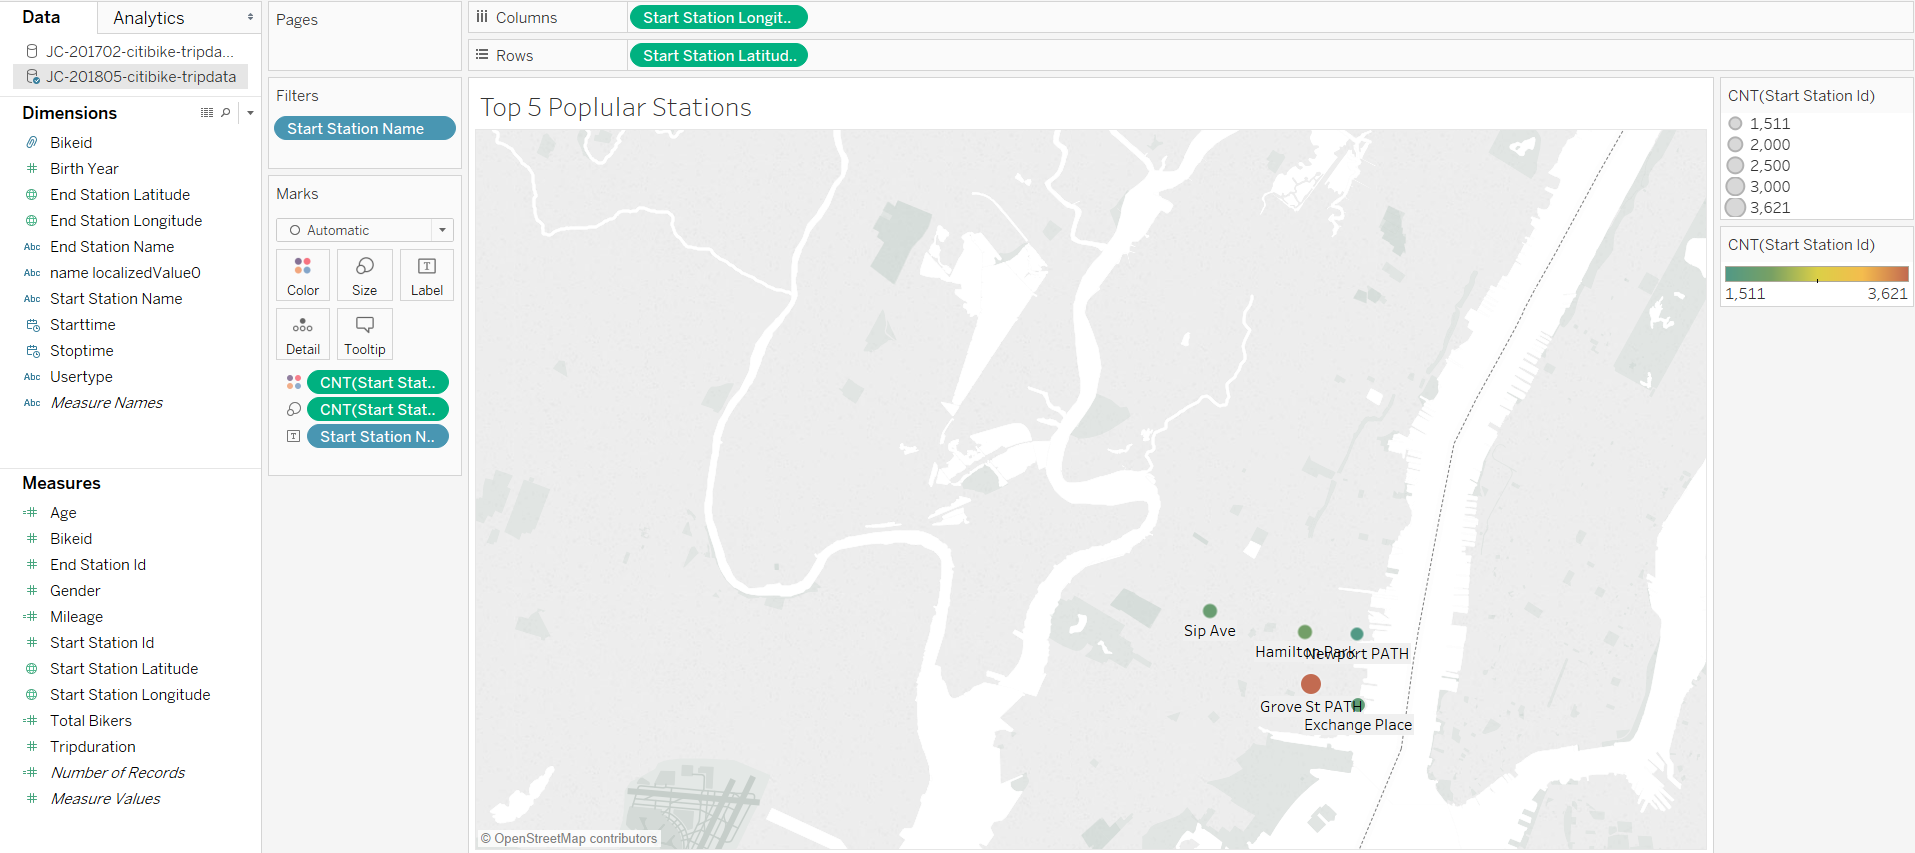 Data
Analytics
JC-201702-citibike-tripda...
JC-201805-citibike-tripdata
Dimensions
Bikeid
# Birth Year
End Station Latitude
End Station Longitude
Abc End Station Name
Abc name localizedValue0
Abc Start Station Name
Starttime
Stoptime
Abc Usertype
Abc Measure Names
Measures
=# Age
# Bikeid
# End Station Id
# Gender
=# Mileage
# Start Station Id
Start Station Latitude
Start Station Longitude
=# Total Bikers
# Tripduration
=# Number of Records
# Measure Values
Pages
Filters
Start Station Name
Marks
Automatic
Color
Size
T Label
Detail
Tooltip
CNT(Start Stat..
CNT(Start Stat..
T Start Station N..
Columns
Start Station Longit..
Rows
Start Station Latitud..
Top 5 Poplular Stations
Sip Ave
Hamilton Park
Newport PATH
Grove St PATH
Exchange Place
© OpenStreetMap contributors
CNT(Start Station Id)
1,511
2,000
2,500
3,000
3,621
CNT(Start Station Id)
1,511 3,621